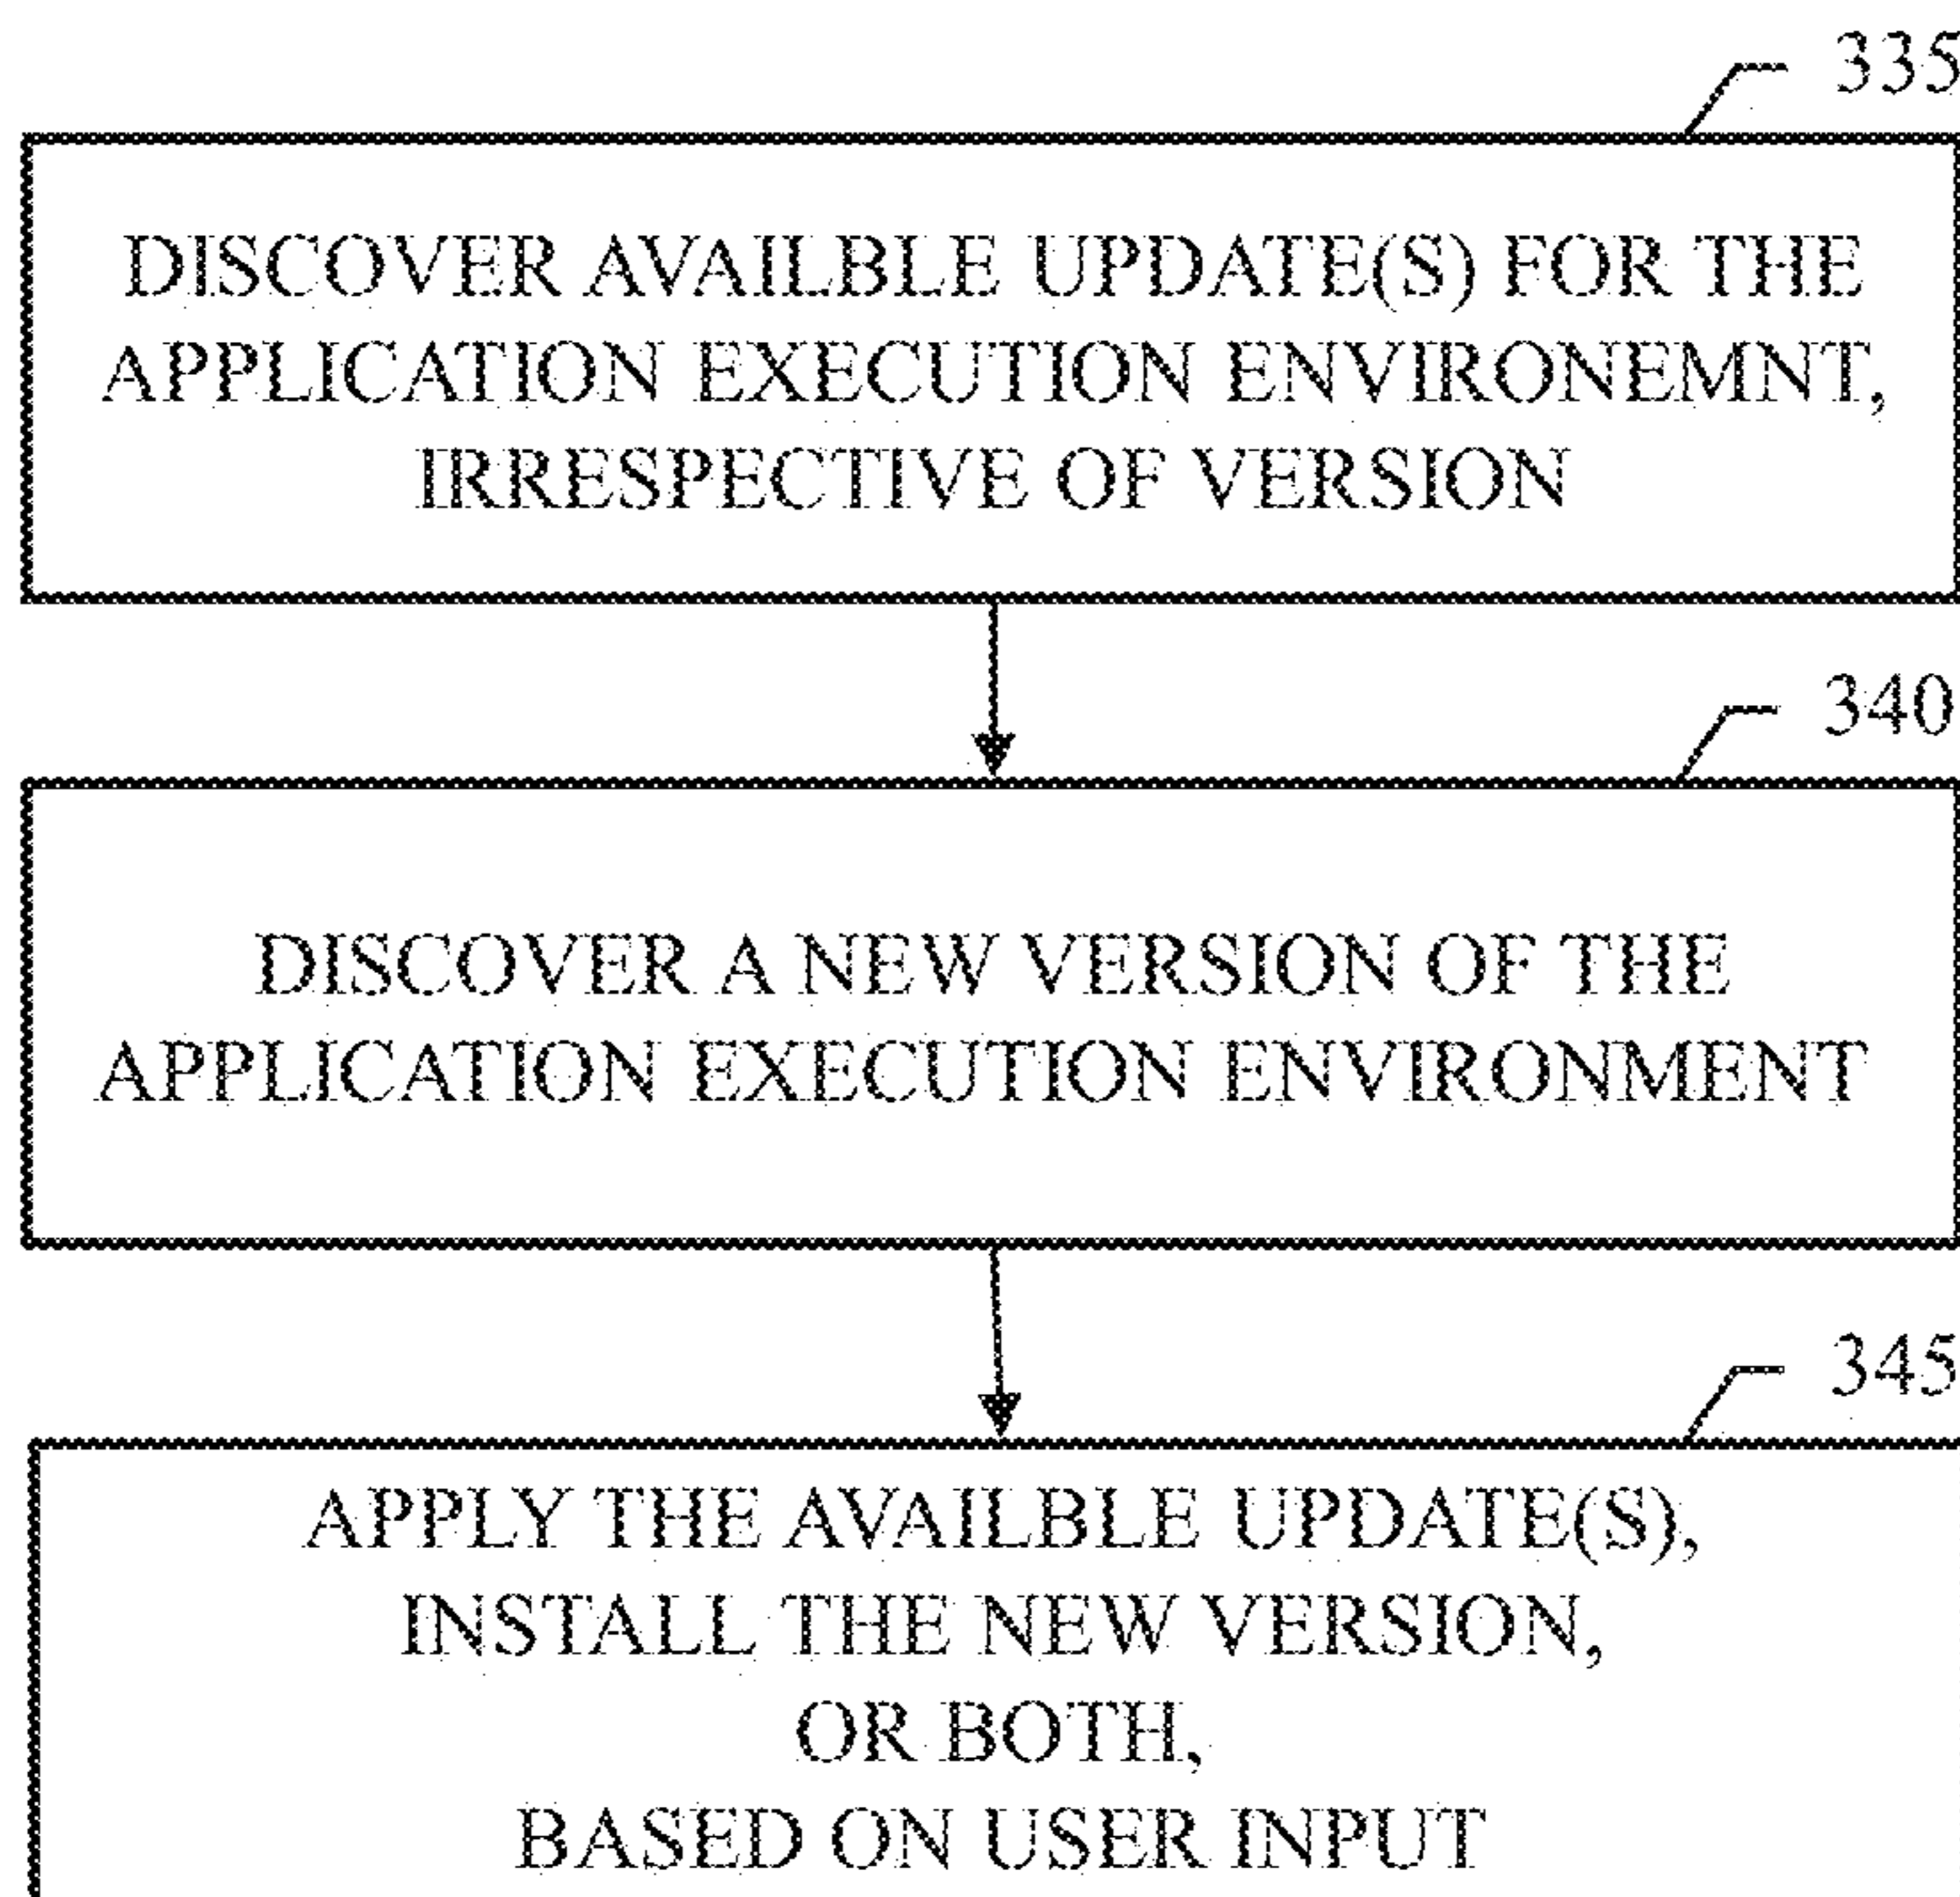 335
DISCOVER AVAILBLE UPDATE(S) FOR THE
APPLICATION EXECUTION ENVIRONEMNT,
IRRESPECTIVE OF VERSION
340
DISCOVER A NEW VERSION OF THE
APPLICATION EXECUTION ENVIRONMENT
345
APPLY THE AVAILBLE UPDATE(S),
INSTALL THE NEW VERSION,
OR BOTH,
BASED ON USER INPUT